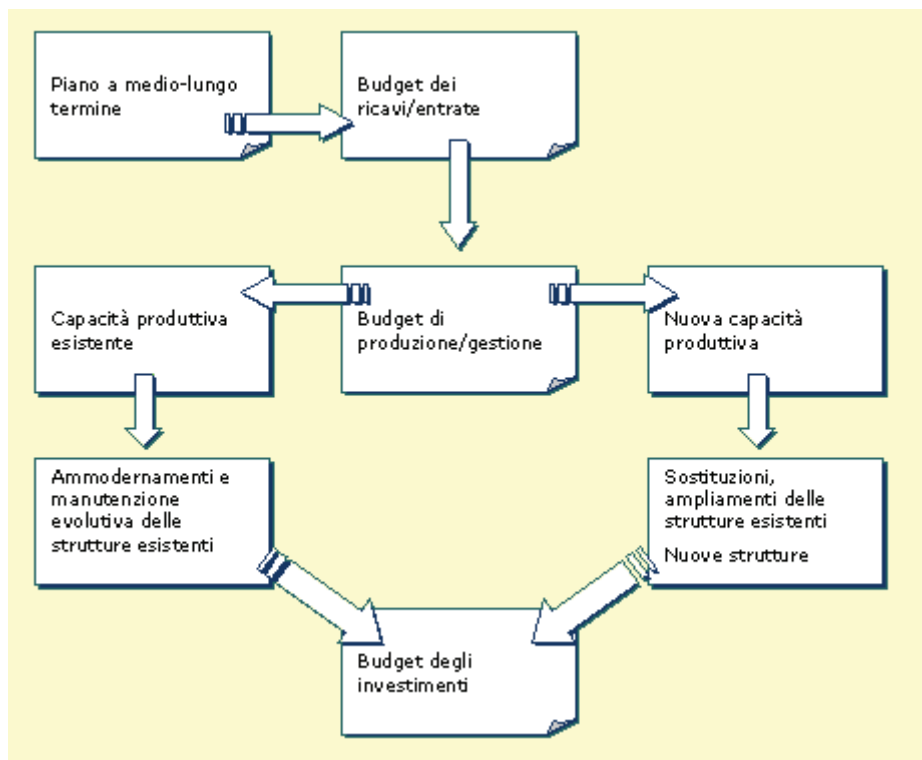 Piano a medio-lungo
termine
Budget dei
ricavi/entrate
Capacità produttiva
esistente
Budget di
produzione/gestione
Nuova capacità
produttiva
Ammodernamenti e
manutenzione
evolutiva delle
strutture esistenti
Sostituzioni,
ampliamenti delle
strutture esistenti
Nuove strutture
Budget degli
investimenti